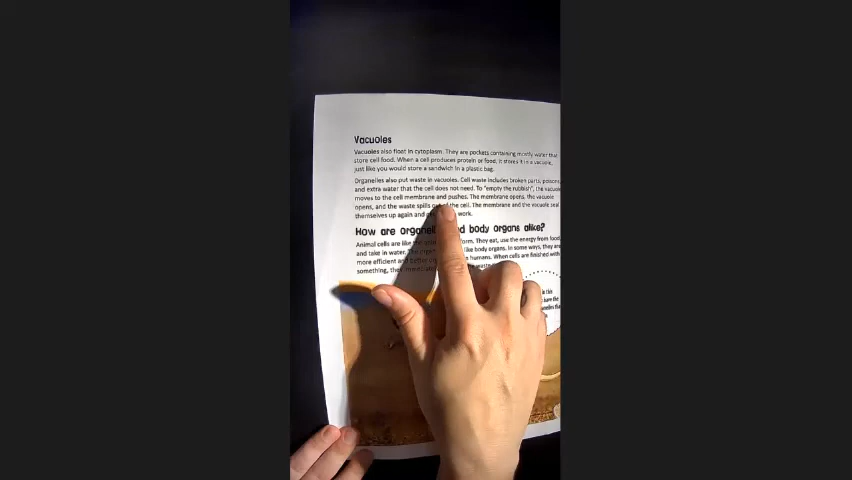 Vacuoles
Vacuoles also float in cytoplasm. They are pockets containing mostly water that
store cell food. When a cell produces protein or food, it stores it in a vacuole,
just like you would store a sandwich in a plastic bag.
Organelles also put waste in vacuoles. Cell waste includes broken parts, poisons,
and extra water that the cell does not need. To "empty the rubbish", the vacuole
moves to the cell membrane and pushes. The membrane opens, the vacuole
opens, and the waste spills out of the cell. The membrane and the vacuole seal
themselves up again and work.
How are body organs alike?
Animal cells are like form. They eat, use the energy from food
and take in water. The like body organs. In some ways, they are
more efficient and humans. When cells are finished with
something, they
in this
have the